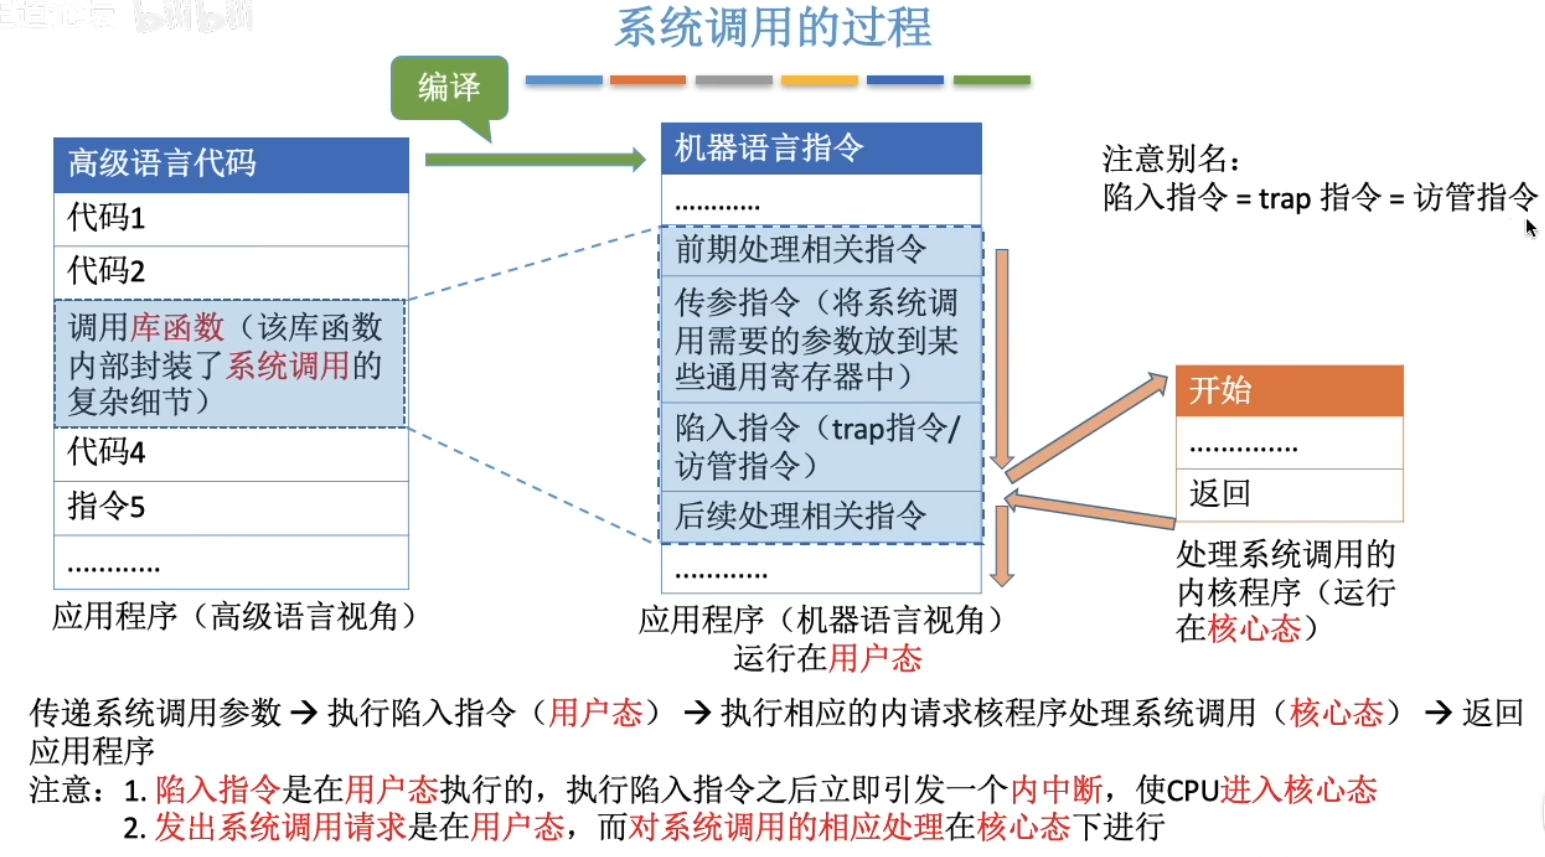 bilibili
系统调用的过程
编译
高级语言代码
代码1
代码2
调用库函数（该库函数
内部封装了系统调用的
复杂细节）
代码4
指令5
............
应用程序（高级语言视角）
机器语言指令
............
前期处理相关指令
传参指令（将系统调
用需要的参数放到某
些通用寄存器中）
陷入指令（trap指令/
访管指令）
后续处理相关指令
............
应用程序（机器语言视角）
运行在用户态
注意别名：
陷入指令 = trap 指令 = 访管指令
开始
..............
返回
处理系统调用的
内核程序（运行
在核心态）
传递系统调用参数 → 执行陷入指令（用户态） → 执行相应的内请求核程序处理系统调用（核心态） → 返回
应用程序
注意：1. 陷入指令是在用户态执行的，执行陷入指令之后立即引发一个内中断，使CPU进入核心态
2. 发出系统调用请求是在用户态，而对系统调用的相应处理在核心态下进行